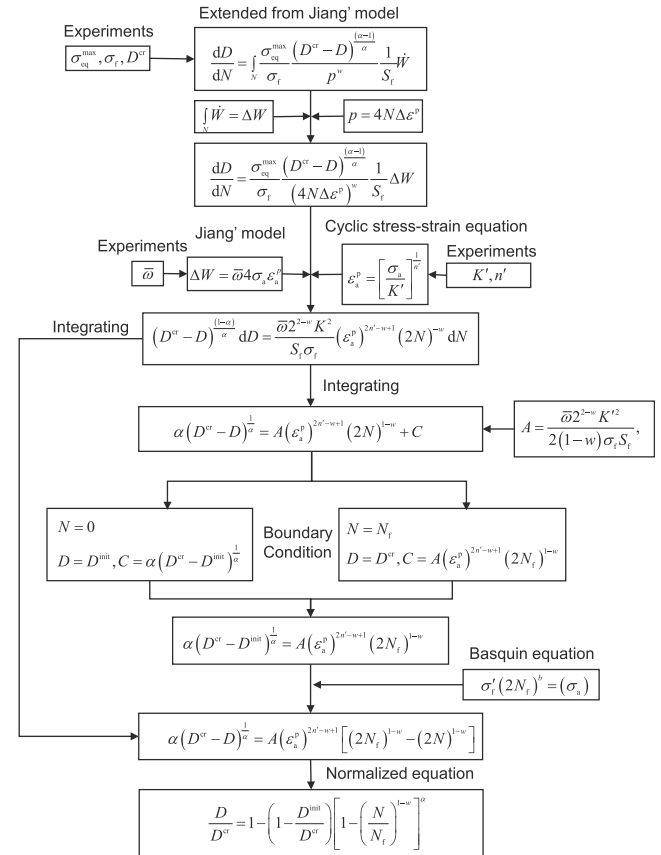 Extended from Jiang' model
Experiments
σ_eq^max, σ_f, D^cr
dD/dN = ∫_N (σ_eq^max/σ_f) ((D^cr − D)^((α−1)/α)/p^w) (1/S_f) Ẇ
∫_N Ẇ = ΔW
p = 4NΔε^p
dD/dN = (σ_eq^max/σ_f) ((D^cr − D)^((α−1)/α)/(4NΔε^p)^w) (1/S_f) ΔW
Cyclic stress-strain equation
Jiang' model
Experiments
Experiments
ω̅
ΔW = ω̅4σ_a ε_a^p
ε_a^p = [σ_a/K′]^(1/n′)
K′, n′
Integrating
(D^cr − D)^((1−α)/α) dD = (ω̅2^(2−w) K^2/(S_f σ_f)) (ε_a^p)^(2n′−w+1) (2N)^(−w) dN
Integrating
α(D^cr − D)^(1/α) = A(ε_a^p)^(2n′−w+1) (2N)^(1−w) + C
A = ω̅2^(2−w) K′^2/(2(1−w)σ_f S_f),
N = 0
D = D^init, C = α(D^cr − D^init)^(1/α)
Boundary
Condition
N = N_f
D = D^cr, C = A(ε_a^p)^(2n′−w+1) (2N_f)^(1−w)
α(D^cr − D^init)^(1/α) = A(ε_a^p)^(2n′−w+1) (2N_f)^(1−w)
Basquin equation
σ′_f (2N_f)^b = (σ_a)
α(D^cr − D)^(1/α) = A(ε_a^p)^(2n′−w+1) [(2N_f)^(1−w) − (2N)^(1−w)]
Normalized equation
D/D^cr = 1 − (1 − D^init/D^cr) [1 − (N/N_f)^(1−w)]^α